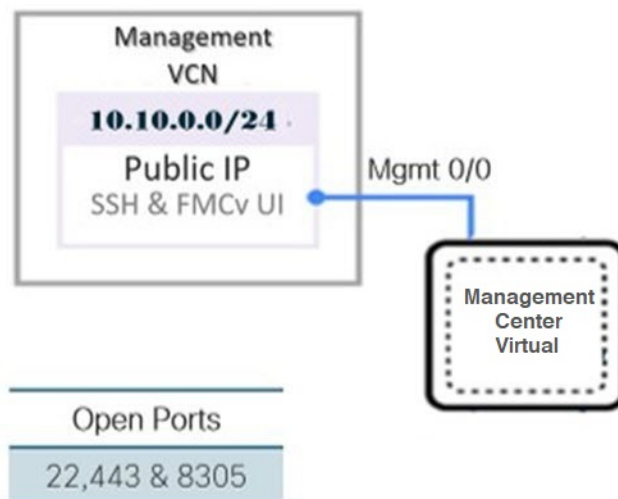 Management
VCN
10.10.0.0/24
Public IP
SSH & FMCv UI
Mgmt 0/0
Management
Center
Virtual
Open Ports
22,443 & 8305